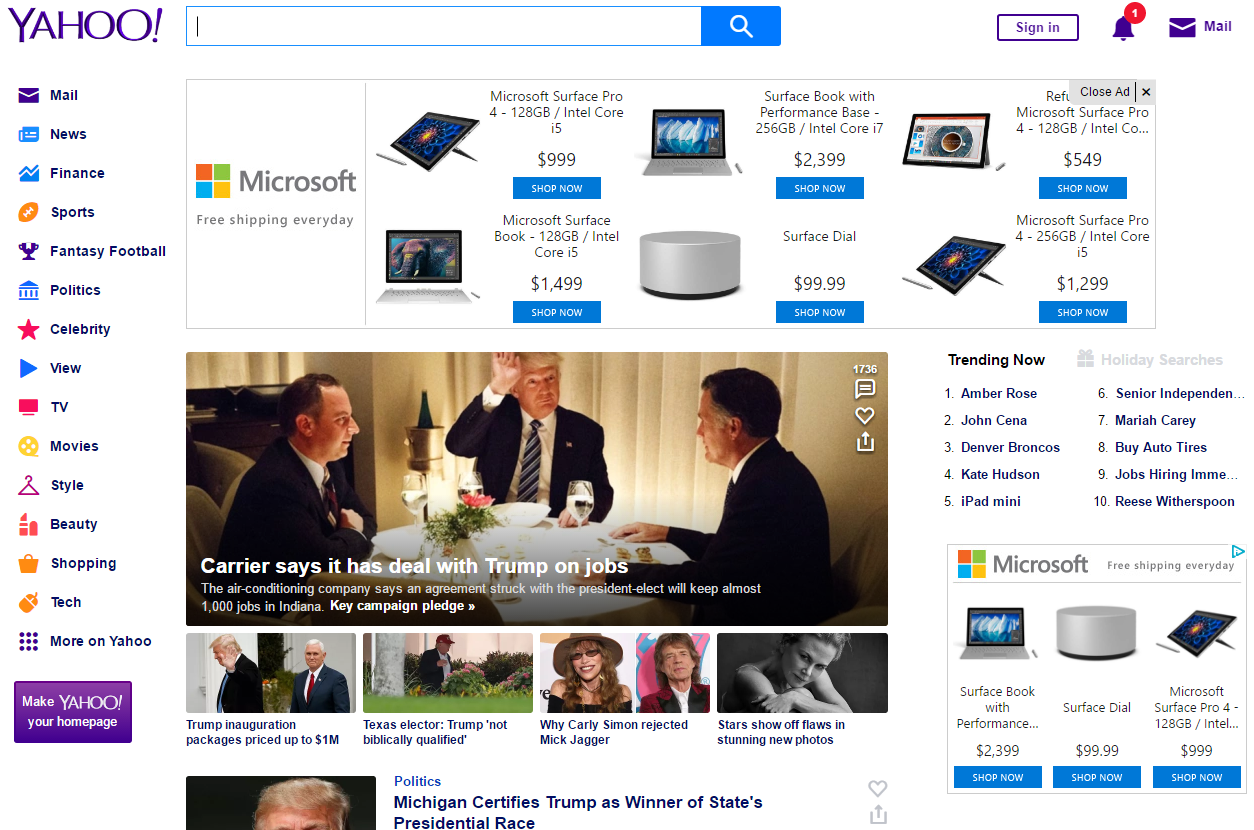 YAHOO!
Sign in
1
Mail
Mail
News
Finance
Sports
Fantasy Football
Politics
Celebrity
View
TV
Movies
Style
Beauty
Shopping
Tech
More on Yahoo
Make YAHOO!
your homepage
Microsoft
Free shipping everyday
Microsoft Surface Pro
4 - 128GB / Intel Core
i5
$999
SHOP NOW
Surface Book with
Performance Base -
256GB / Intel Core i7
$2,399
SHOP NOW
Close Ad ×
Microsoft Surface Pro
4 - 128GB / Intel Co...
$549
SHOP NOW
Microsoft Surface
Book - 128GB / Intel
Core i5
$1,499
SHOP NOW
Surface Dial
$99.99
SHOP NOW
Microsoft Surface Pro
4 - 256GB / Intel Core
i5
$1,299
SHOP NOW
1736
Carrier says it has deal with Trump on jobs
The air-conditioning company says an agreement struck with the president-elect will keep almost
1,000 jobs in Indiana. Key campaign pledge »
Trump inauguration
packages priced up to $1M
Texas elector: Trump 'not
biblically qualified'
Why Carly Simon rejected
Mick Jagger
Stars show off flaws in
stunning new photos
Politics
Michigan Certifies Trump as Winner of State's
Presidential Race
Trending Now
Holiday Searches
1. Amber Rose
2. John Cena
3. Denver Broncos
4. Kate Hudson
5. iPad mini
6. Senior Independen...
7. Mariah Carey
8. Buy Auto Tires
9. Jobs Hiring Imme...
10. Reese Witherspoon
Microsoft
Free shipping everyday
Surface Book
with
Performance...
$2,399
SHOP NOW
Surface Dial
$99.99
SHOP NOW
Microsoft
Surface Pro 4 -
128GB / Intel...
$999
SHOP NOW